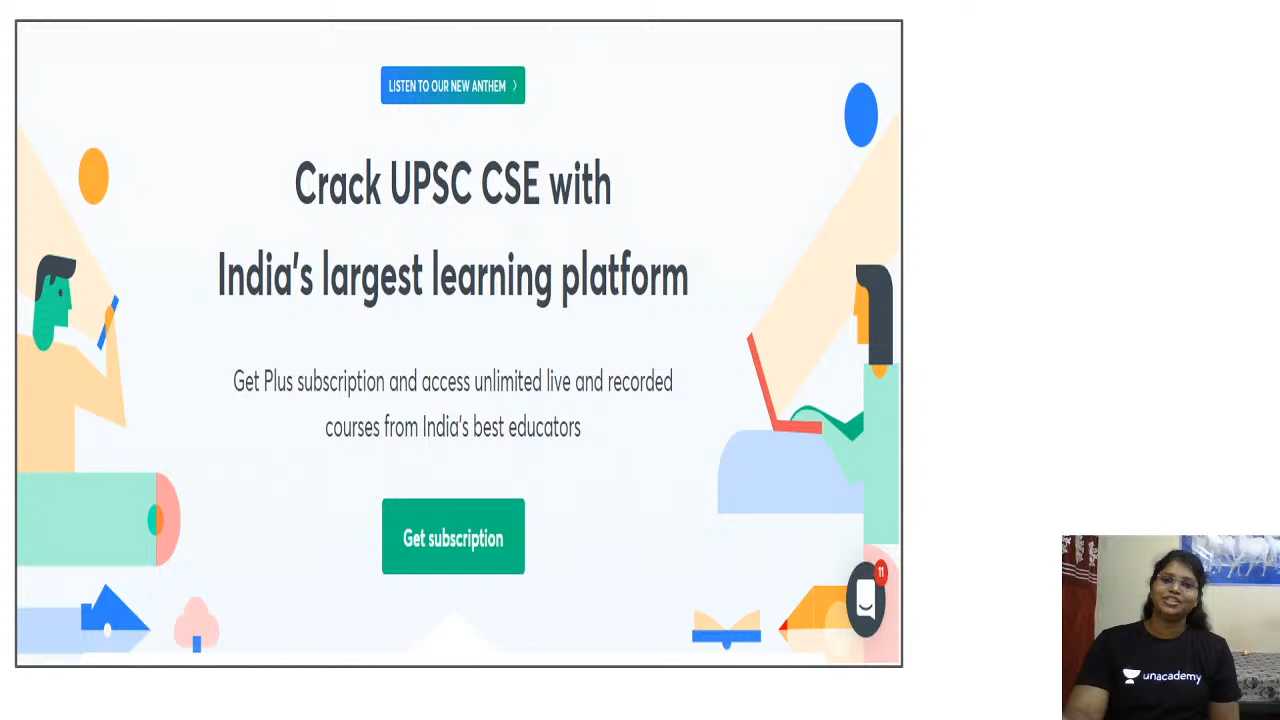 LISTEN TO OUR NEW ANTHEM >
Crack UPSC CSE with
India's largest learning platform
Get Plus subscription and access unlimited live and recorded
courses from India's best educators
Get subscription
11
unacademy